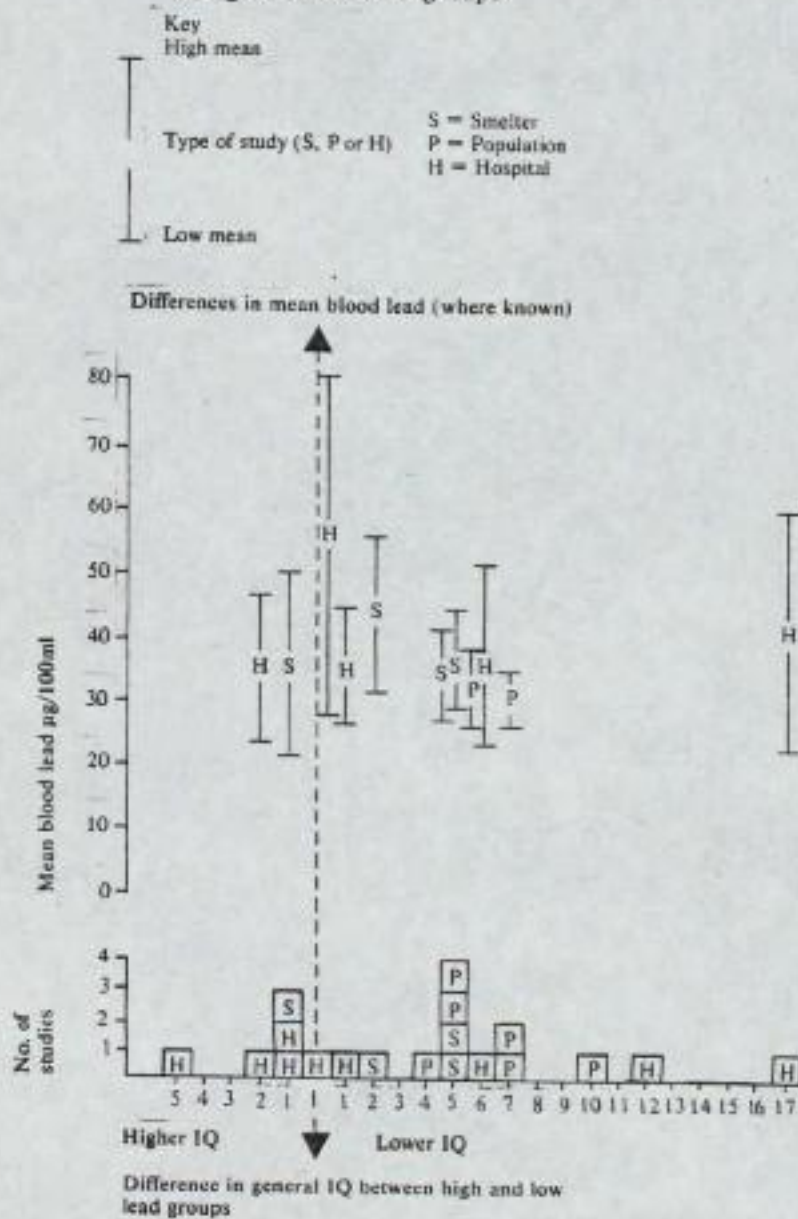 Key
High mean
Type of study (S, P or H)
S = Smelter
P = Population
H = Hospital
Low mean
Differences in mean blood lead (where known)
80
70
60
50
40
30
20
10
0
Mean blood lead µg/100ml
H S H H S S S P H P H
4
3
2
1
No. of studies
P
S P
H S P
H H H H H S P S H P P H H
5 4 3 2 1 1 1 2 3 4 5 6 7 8 9 10 11 12 13 14 15 16 17
Higher IQ
Lower IQ
Difference in general IQ between high and low
lead groups